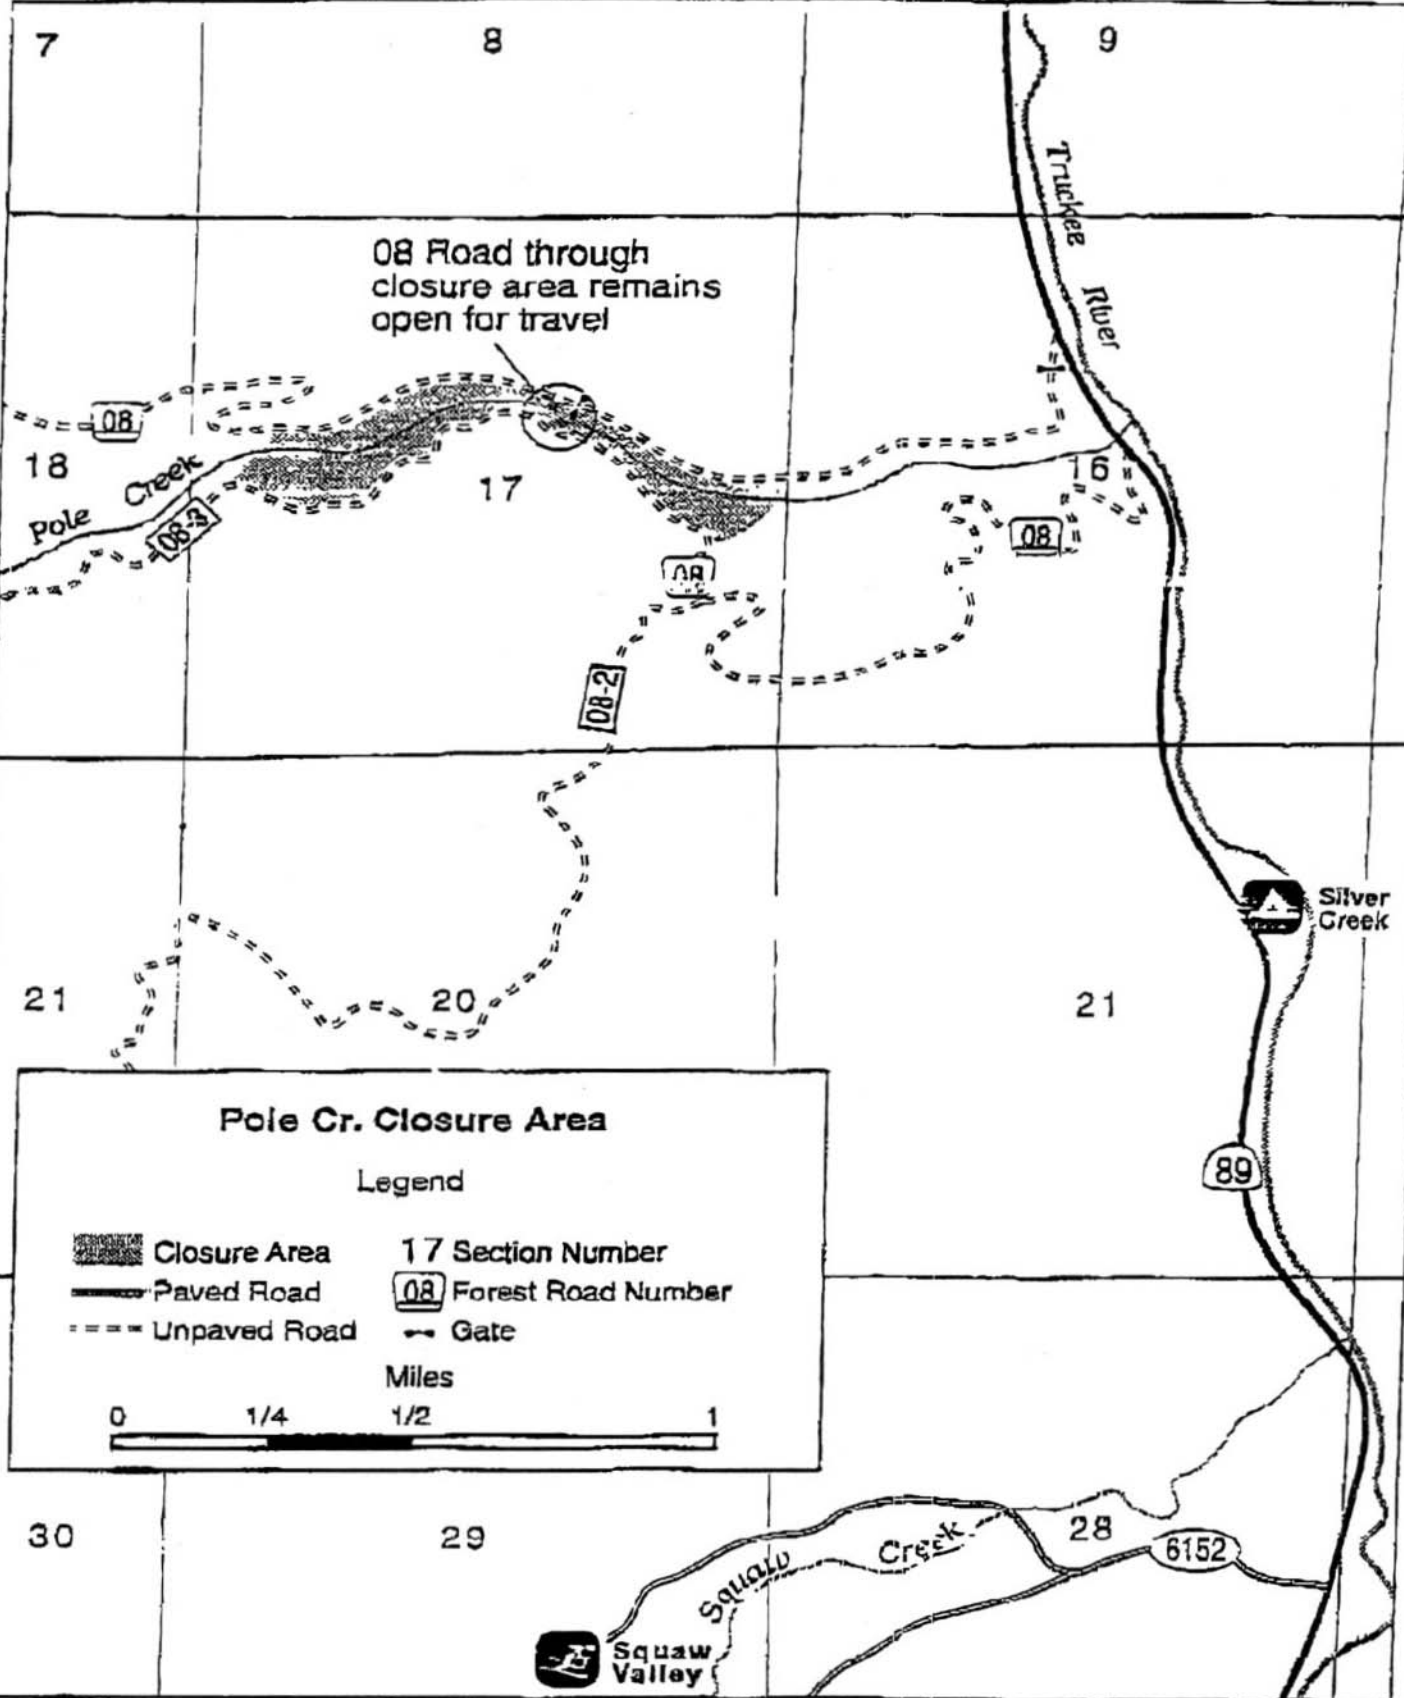 7
8
9
Truckee
River
08 Road through
closure area remains
open for travel
08
18
Pole Creek
08-3
17
16
08
08
08-2
Silver
Creek
21
20
21
89
Pole Cr. Closure Area
Legend
Closure Area
17 Section Number
Paved Road
08 Forest Road Number
Unpaved Road
Gate
Miles
0 1/4 1/2 1
30
29
28
6152
Squaw Creek
Squaw
Valley